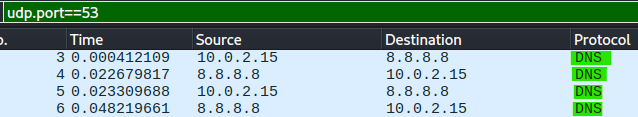 udp.port==53
o. Time Source Destination Protocol
3 0.000412109 10.0.2.15 8.8.8.8 DNS
4 0.022679817 8.8.8.8 10.0.2.15 DNS
5 0.023309688 10.0.2.15 8.8.8.8 DNS
6 0.048219661 8.8.8.8 10.0.2.15 DNS